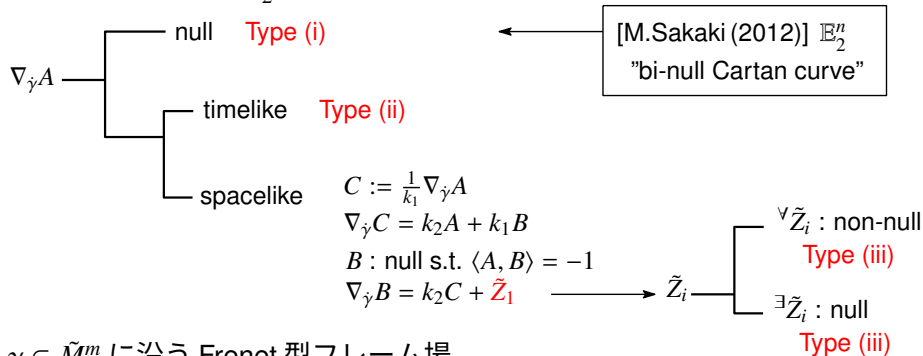 null Type (i)
[M.Sakaki (2012)] 𝔼₂ⁿ
"bi-null Cartan curve"
∇_γ̇ A
timelike Type (ii)
spacelike
C := 1/k₁ ∇_γ̇ A
∇_γ̇ C = k₂A + k₁B
B : null s.t. ⟨A, B⟩ = −1
∇_γ̇ B = k₂C + Z̃₁
Z̃ᵢ
∀Z̃ᵢ : non-null
Type (iii)
∃Z̃ᵢ : null
Type (iii)